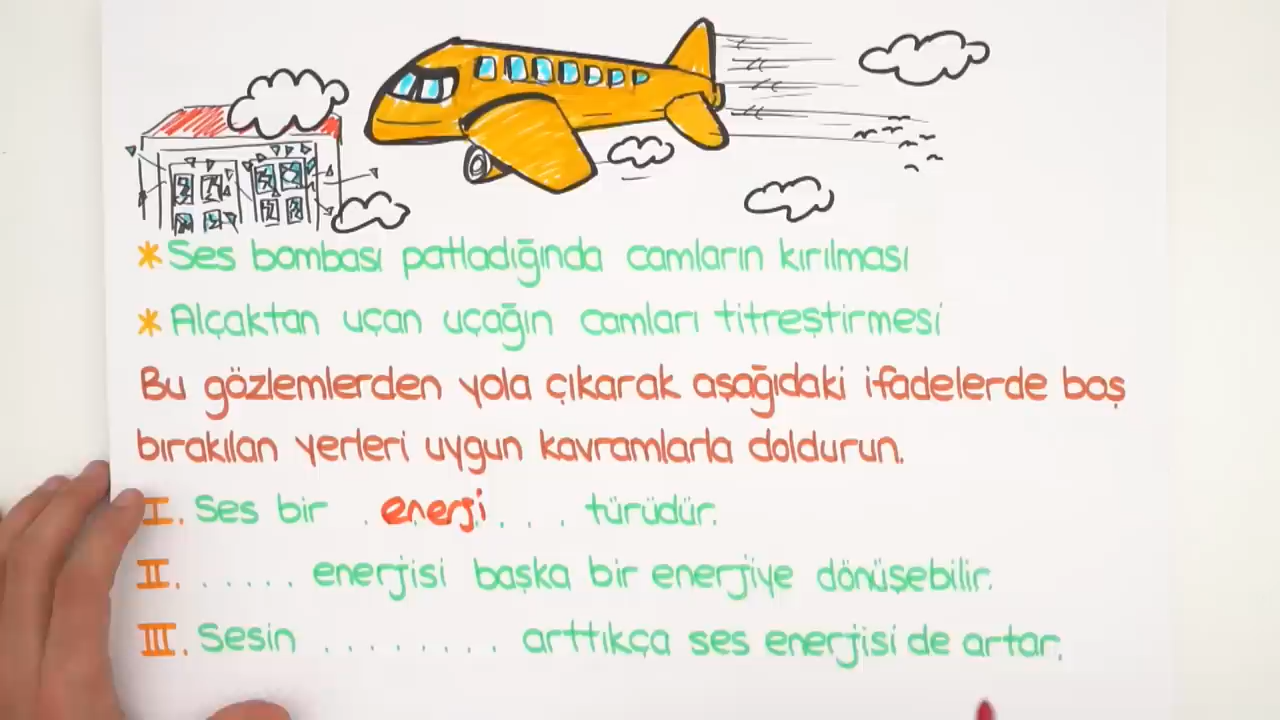 * Ses bombası patladığında camların kırılması
* Alçaktan uçan uçağın camları titreştirmesi
Bu gözlemlerden yola çıkarak aşağıdaki ifadelerde boş
bırakılan yerleri uygun kavramlarla doldurun.
I. Ses bir . enerji . . . türüdür.
II. . . . . . enerjisi başka bir enerjiye dönüşebilir.
III. Sesin . . . . . . . . arttıkça ses enerjisi de artar.